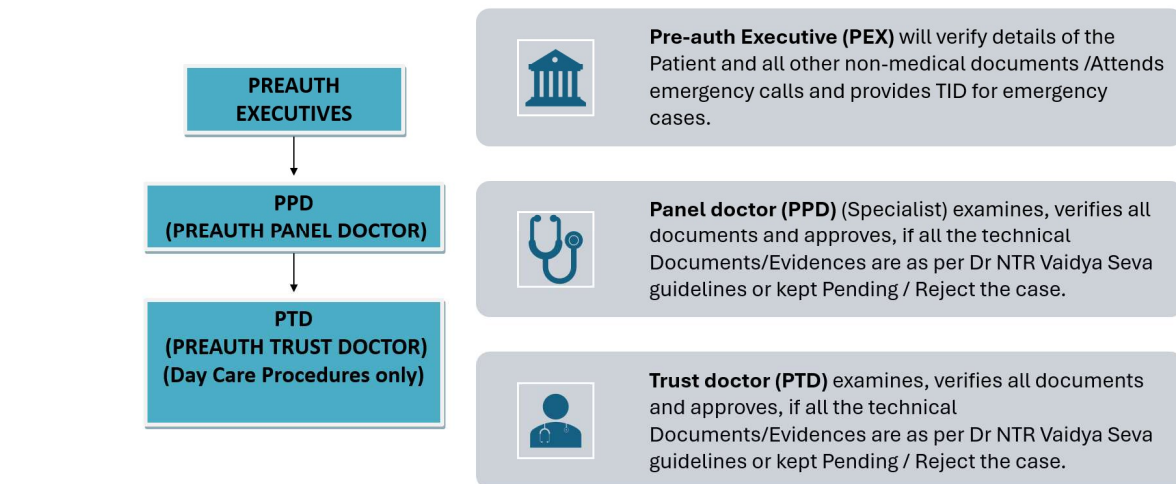 PREAUTH
EXECUTIVES
PPD
(PREAUTH PANEL DOCTOR)
PTD
(PREAUTH TRUST DOCTOR)
(Day Care Procedures only)
Pre-auth Executive (PEX) will verify details of the
Patient and all other non-medical documents /Attends
emergency calls and provides TID for emergency
cases.
Panel doctor (PPD) (Specialist) examines, verifies all
documents and approves, if all the technical
Documents/Evidences are as per Dr NTR Vaidya Seva
guidelines or kept Pending / Reject the case.
Trust doctor (PTD) examines, verifies all documents
and approves, if all the technical
Documents/Evidences are as per Dr NTR Vaidya Seva
guidelines or kept Pending / Reject the case.